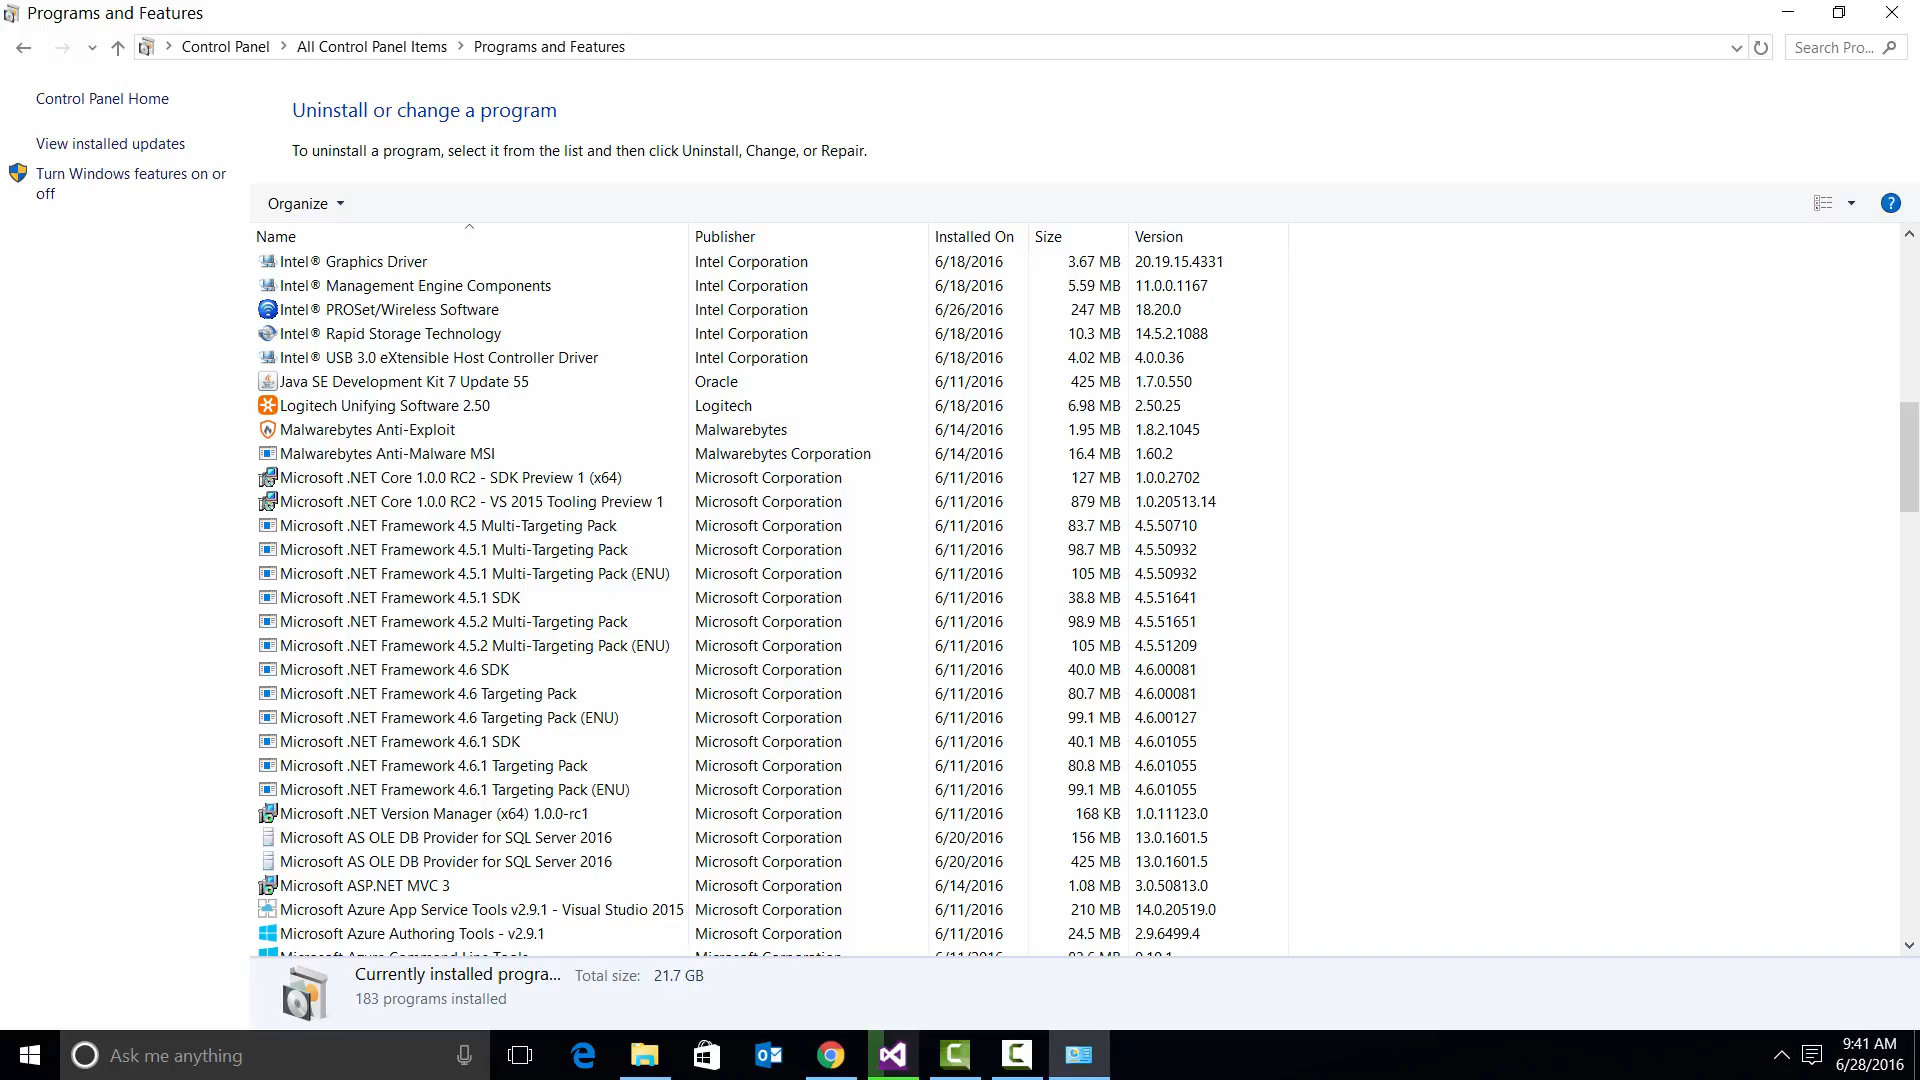 Programs and Features
Control Panel > All Control Panel Items > Programs and Features
Search Pro...
Control Panel Home
View installed updates
Turn Windows features on or
off
Uninstall or change a program
To uninstall a program, select it from the list and then click Uninstall, Change, or Repair.
Organize
Name Publisher Installed On Size Version
Intel® Graphics Driver Intel Corporation 6/18/2016 3.67 MB 20.19.15.4331
Intel® Management Engine Components Intel Corporation 6/18/2016 5.59 MB 11.0.0.1167
Intel® PROSet/Wireless Software Intel Corporation 6/26/2016 247 MB 18.20.0
Intel® Rapid Storage Technology Intel Corporation 6/18/2016 10.3 MB 14.5.2.1088
Intel® USB 3.0 eXtensible Host Controller Driver Intel Corporation 6/18/2016 4.02 MB 4.0.0.36
Java SE Development Kit 7 Update 55 Oracle 6/11/2016 425 MB 1.7.0.550
Logitech Unifying Software 2.50 Logitech 6/18/2016 6.98 MB 2.50.25
Malwarebytes Anti-Exploit Malwarebytes 6/14/2016 1.95 MB 1.8.2.1045
Malwarebytes Anti-Malware MSI Malwarebytes Corporation 6/14/2016 16.4 MB 1.60.2
Microsoft .NET Core 1.0.0 RC2 - SDK Preview 1 (x64) Microsoft Corporation 6/11/2016 127 MB 1.0.0.2702
Microsoft .NET Core 1.0.0 RC2 - VS 2015 Tooling Preview 1 Microsoft Corporation 6/11/2016 879 MB 1.0.20513.14
Microsoft .NET Framework 4.5 Multi-Targeting Pack Microsoft Corporation 6/11/2016 83.7 MB 4.5.50710
Microsoft .NET Framework 4.5.1 Multi-Targeting Pack Microsoft Corporation 6/11/2016 98.7 MB 4.5.50932
Microsoft .NET Framework 4.5.1 Multi-Targeting Pack (ENU) Microsoft Corporation 6/11/2016 105 MB 4.5.50932
Microsoft .NET Framework 4.5.1 SDK Microsoft Corporation 6/11/2016 38.8 MB 4.5.51641
Microsoft .NET Framework 4.5.2 Multi-Targeting Pack Microsoft Corporation 6/11/2016 98.9 MB 4.5.51651
Microsoft .NET Framework 4.5.2 Multi-Targeting Pack (ENU) Microsoft Corporation 6/11/2016 105 MB 4.5.51209
Microsoft .NET Framework 4.6 SDK Microsoft Corporation 6/11/2016 40.0 MB 4.6.00081
Microsoft .NET Framework 4.6 Targeting Pack Microsoft Corporation 6/11/2016 80.7 MB 4.6.00081
Microsoft .NET Framework 4.6 Targeting Pack (ENU) Microsoft Corporation 6/11/2016 99.1 MB 4.6.00127
Microsoft .NET Framework 4.6.1 SDK Microsoft Corporation 6/11/2016 40.1 MB 4.6.01055
Microsoft .NET Framework 4.6.1 Targeting Pack Microsoft Corporation 6/11/2016 80.8 MB 4.6.01055
Microsoft .NET Framework 4.6.1 Targeting Pack (ENU) Microsoft Corporation 6/11/2016 99.1 MB 4.6.01055
Microsoft .NET Version Manager (x64) 1.0.0-rc1 Microsoft Corporation 6/11/2016 168 KB 1.0.11123.0
Microsoft AS OLE DB Provider for SQL Server 2016 Microsoft Corporation 6/20/2016 156 MB 13.0.1601.5
Microsoft AS OLE DB Provider for SQL Server 2016 Microsoft Corporation 6/20/2016 425 MB 13.0.1601.5
Microsoft ASP.NET MVC 3 Microsoft Corporation 6/14/2016 1.08 MB 3.0.50813.0
Microsoft Azure App Service Tools v2.9.1 - Visual Studio 2015 Microsoft Corporation 6/11/2016 210 MB 14.0.20519.0
Microsoft Azure Authoring Tools - v2.9.1 Microsoft Corporation 6/11/2016 24.5 MB 2.9.6499.4
Currently installed progra... Total size: 21.7 GB
183 programs installed
Ask me anything
9:41 AM
6/28/2016